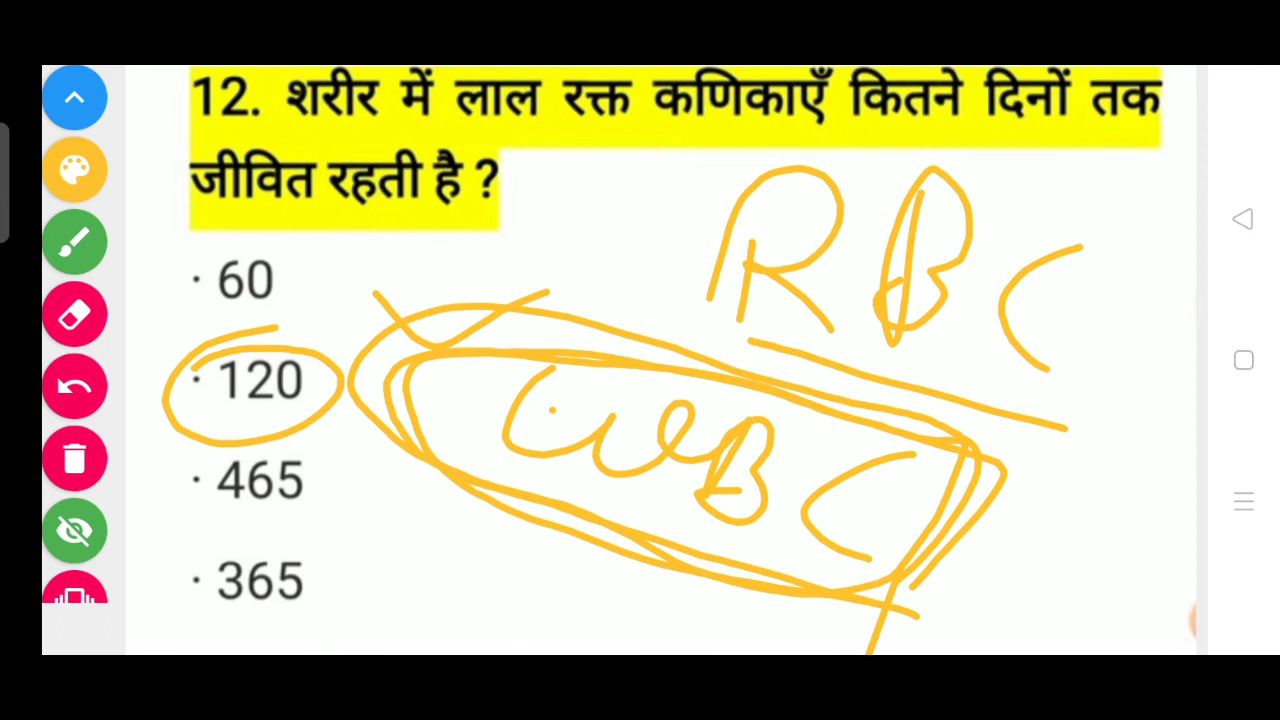 12. शरीर में लाल रक्त कणिकाएँ कितने दिनों तक
जीवित रहती है ?
· 60
· 120
· 465
· 365
RBC
WBC